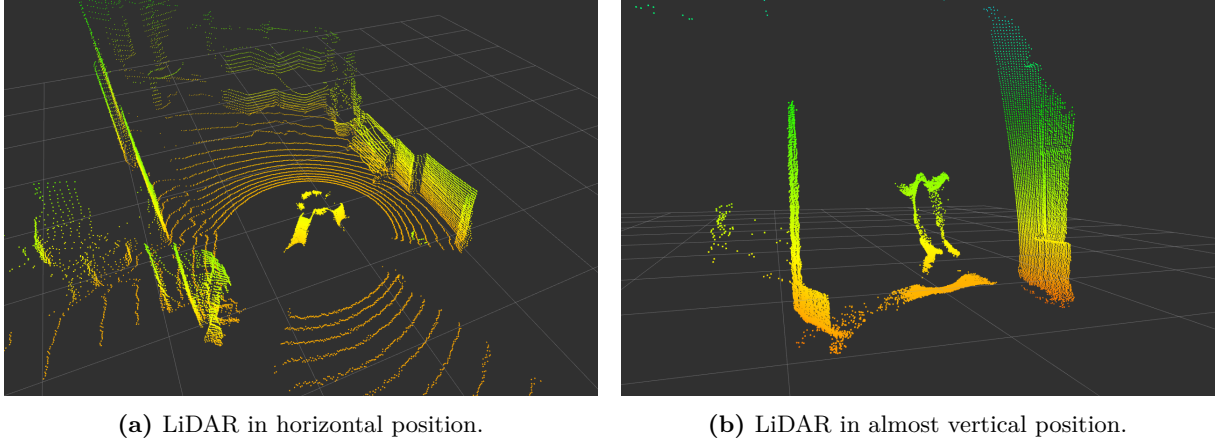 (a) LiDAR in horizontal position.
(b) LiDAR in almost vertical position.